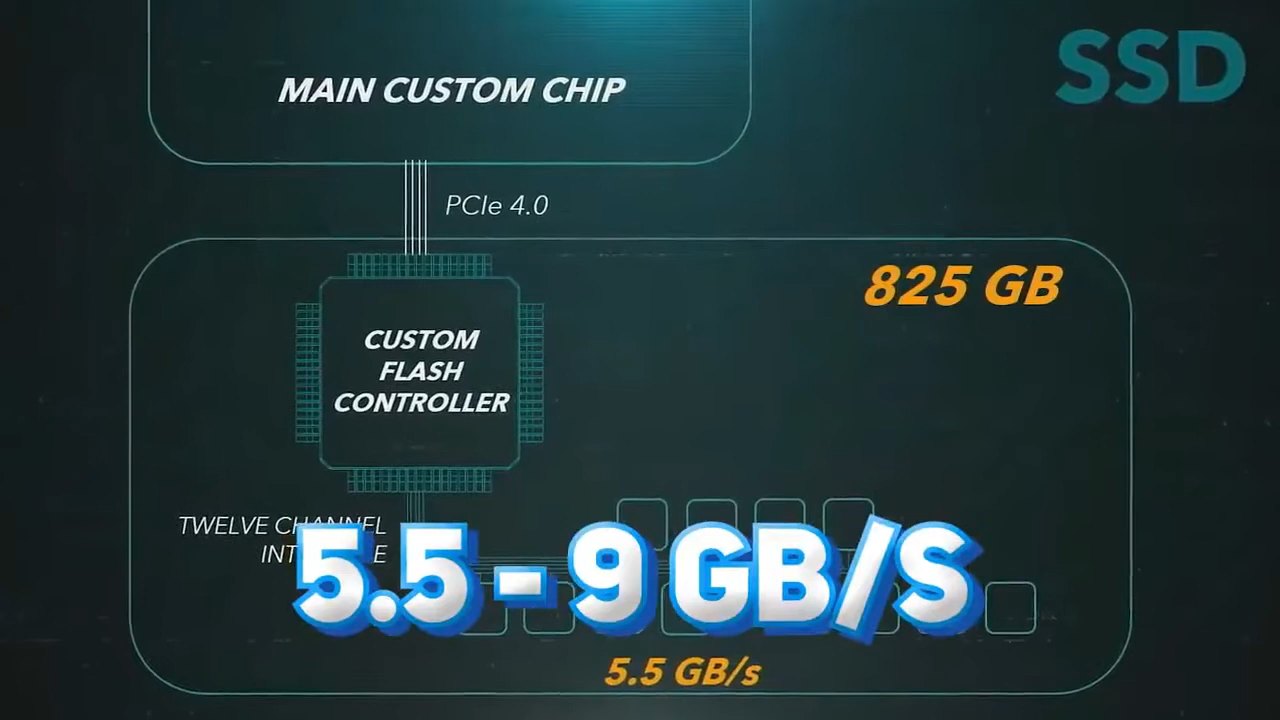 SSD
MAIN CUSTOM CHIP
PCIe 4.0
825 GB
CUSTOM
FLASH
CONTROLLER
TWELVE CHANNEL
5.5 - 9 GB/S
5.5 GB/s